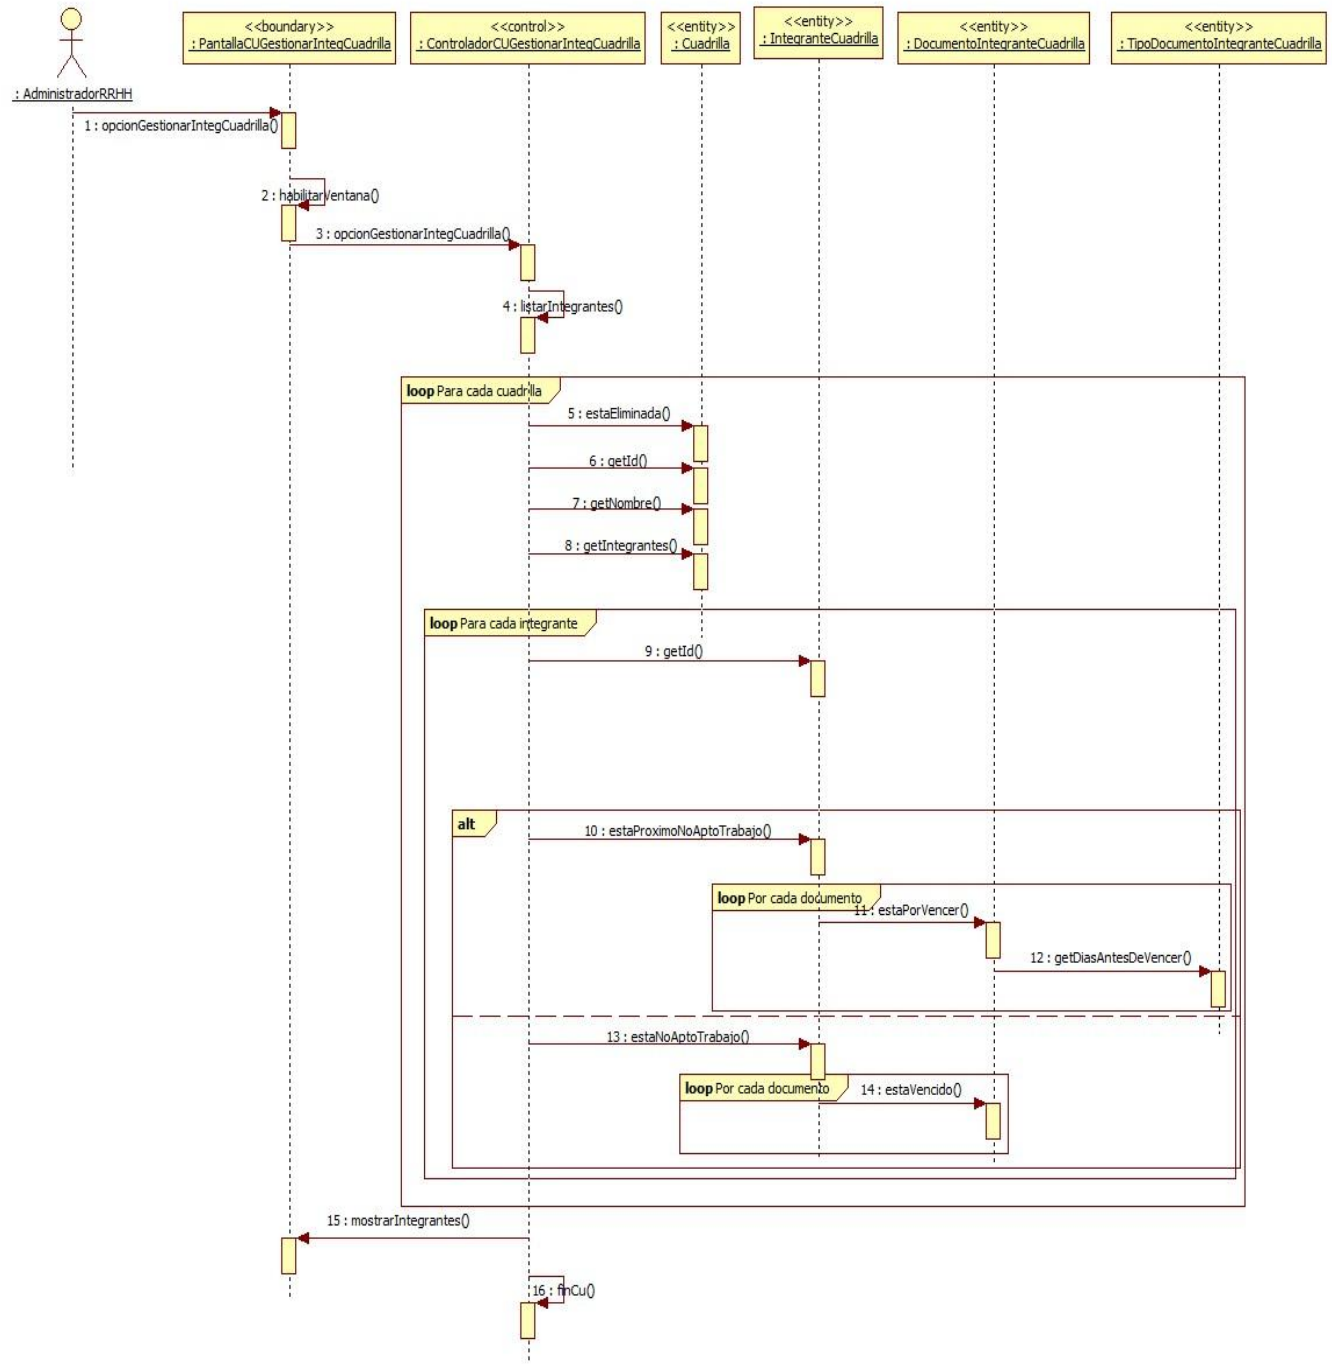 <<boundary>>
: PantallaCUGestionarIntegCuadrilla
<<control>>
: ControladorCUGestionarIntegCuadrilla
<<entity>>
: Cuadrilla
<<entity>>
: IntegranteCuadrilla
<<entity>>
: DocumentoIntegranteCuadrilla
<<entity>>
: TipoDocumentoIntegranteCuadrilla
: AdministradorRRHH
1 : opcionGestionarIntegCuadrilla()
2 : habilitarVentana()
3 : opcionGestionarIntegCuadrilla()
4 : listarIntegrantes()
loop Para cada cuadrilla
5 : estaEliminada()
6 : getId()
7 : getNombre()
8 : getIntegrantes()
loop Para cada integrante
9 : getId()
alt
10 : estaProximoNoAptoTrabajo()
loop Por cada documento
11 : estaPorVencer()
12 : getDiasAntesDeVencer()
13 : estaNoAptoTrabajo()
loop Por cada documento
14 : estaVencido()
15 : mostrarIntegrantes()
16 : finCu()